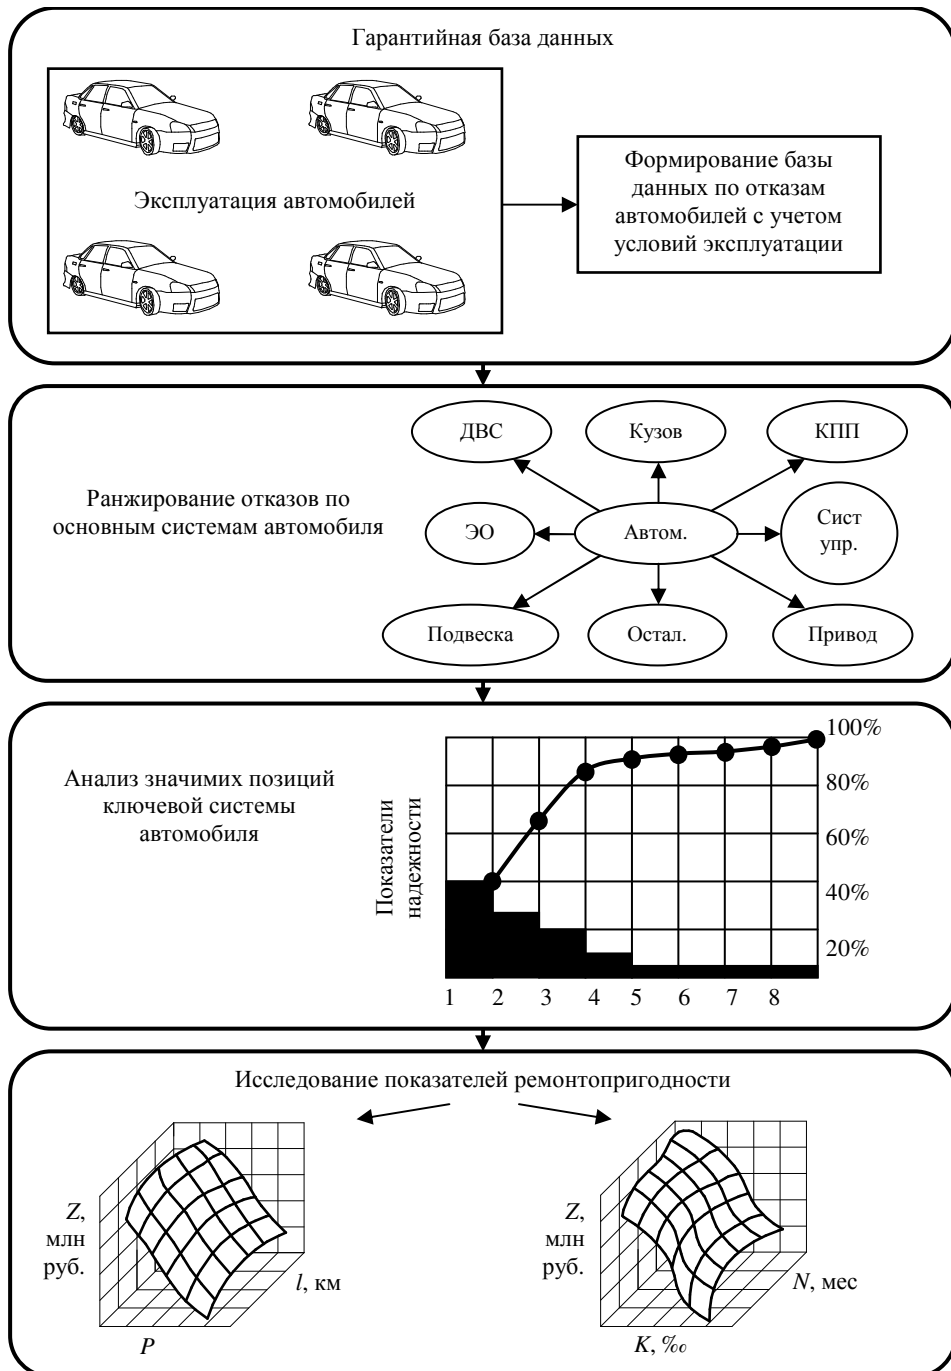 Гарантийная база данных
Эксплуатация автомобилей
Формирование базы
данных по отказам
автомобилей с учетом
условий эксплуатации
Ранжирование отказов по
основным системам автомобиля
ДВС
Кузов
КПП
ЭО
Автом.
Сист
упр.
Подвеска
Остал.
Привод
Анализ значимих позиций
ключевой системы
автомобиля
Показатели
надежности
100%
80%
60%
40%
20%
1 2 3 4 5 6 7 8
Исследование показателей ремонтопригодности
Z,
млн
руб.
l, км
P
Z,
млн
руб.
N, мес
K, ‰